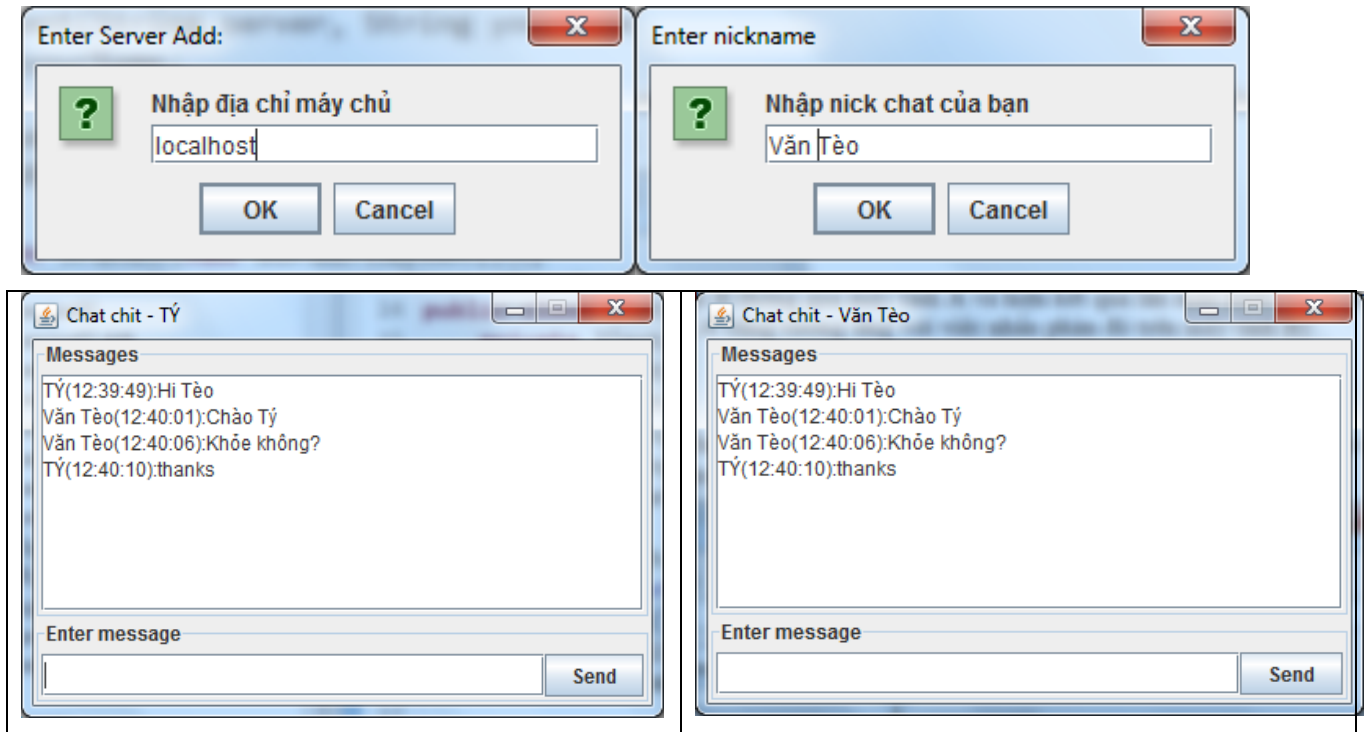 Enter Server Add:
Nhập địa chỉ máy chủ
localhost
OK Cancel
Enter nickname
Nhập nick chat của bạn
Văn Tèo
OK Cancel
Chat chit - TÝ
Messages
TÝ(12:39:49):Hi Tèo
Văn Tèo(12:40:01):Chào Tý
Văn Tèo(12:40:06):Khỏe không?
TÝ(12:40:10):thanks
Enter message
Send
Chat chit - Văn Tèo
Messages
TÝ(12:39:49):Hi Tèo
Văn Tèo(12:40:01):Chào Tý
Văn Tèo(12:40:06):Khỏe không?
TÝ(12:40:10):thanks
Enter message
Send